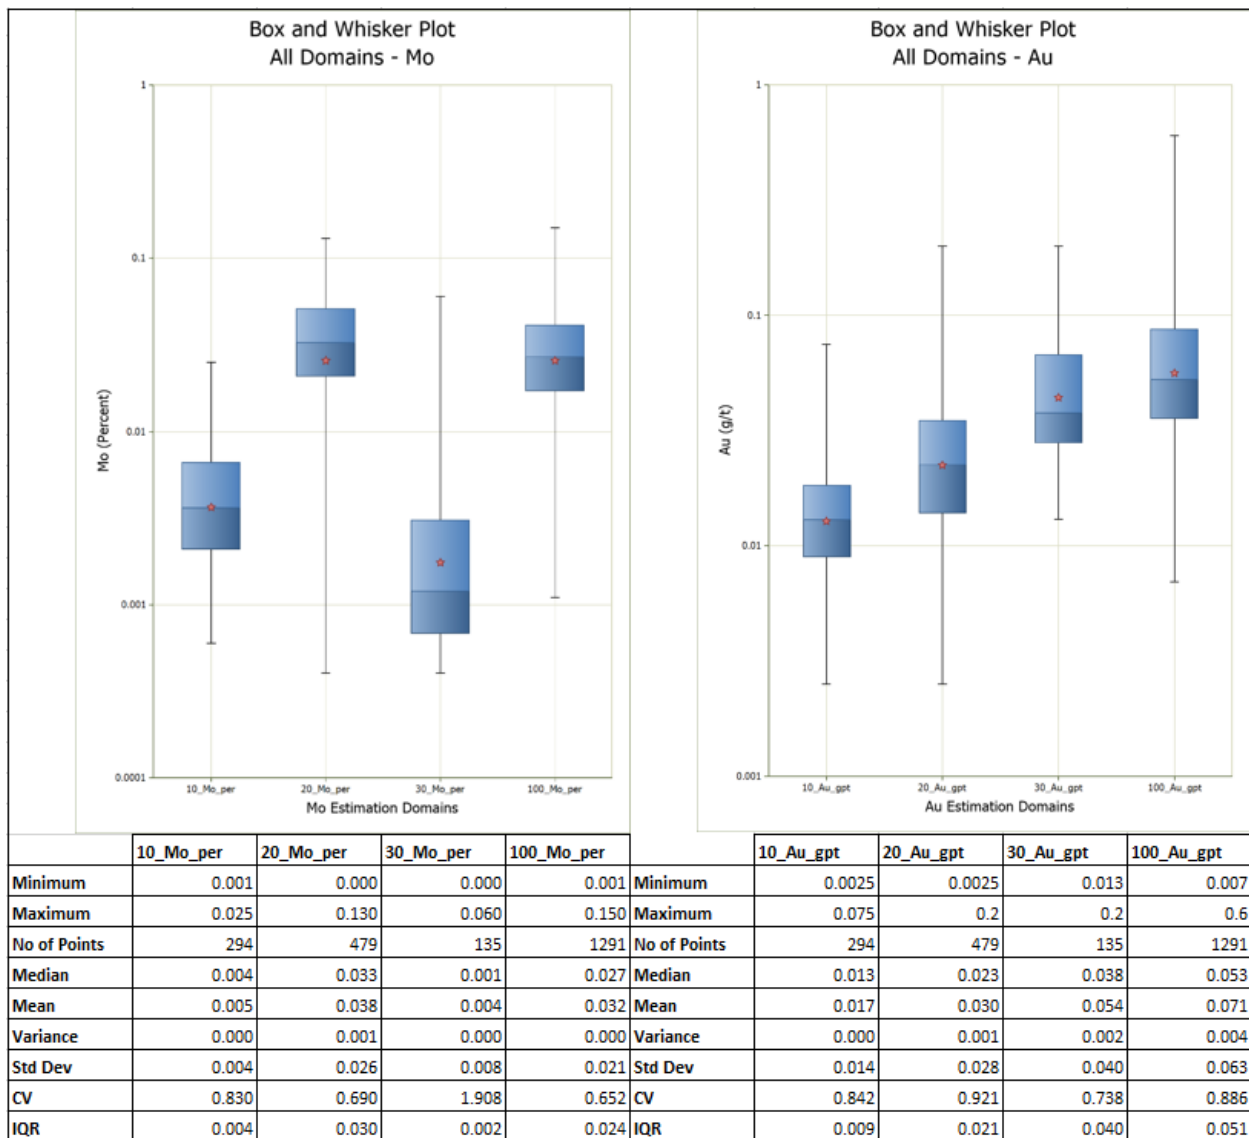 Box and Whisker Plot
All Domains - Mo
1
0.1
0.01
0.001
0.0001
Mo (Percent)
10_Mo_per 20_Mo_per 30_Mo_per 100_Mo_per
Mo Estimation Domains
Box and Whisker Plot
All Domains - Au
1
0.1
0.01
0.001
Au (g/t)
10_Au_gpt 20_Au_gpt 30_Au_gpt 100_Au_gpt
Au Estimation Domains
10_Mo_per 20_Mo_per 30_Mo_per 100_Mo_per 10_Au_gpt 20_Au_gpt 30_Au_gpt 100_Au_gpt
Minimum 0.001 0.000 0.000 0.001 Minimum 0.0025 0.0025 0.013 0.007
Maximum 0.025 0.130 0.060 0.150 Maximum 0.075 0.2 0.2 0.6
No of Points 294 479 135 1291 No of Points 294 479 135 1291
Median 0.004 0.033 0.001 0.027 Median 0.013 0.023 0.038 0.053
Mean 0.005 0.038 0.004 0.032 Mean 0.017 0.030 0.054 0.071
Variance 0.000 0.001 0.000 0.000 Variance 0.000 0.001 0.002 0.004
Std Dev 0.004 0.026 0.008 0.021 Std Dev 0.014 0.028 0.040 0.063
CV 0.830 0.690 1.908 0.652 CV 0.842 0.921 0.738 0.886
IQR 0.004 0.030 0.002 0.024 IQR 0.009 0.021 0.040 0.051